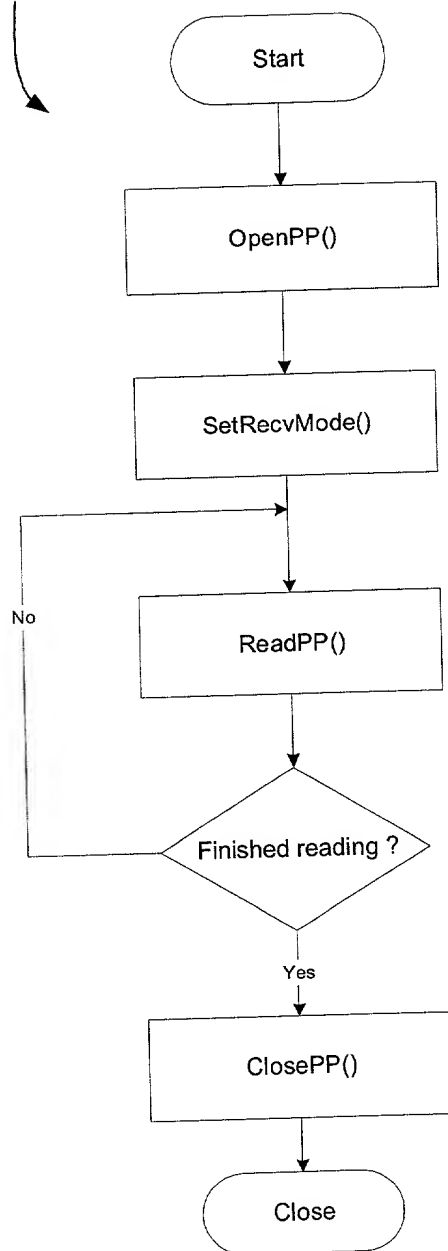 Start
OpenPP()
SetRecvMode()
No
ReadPP()
Finished reading ?
Yes
ClosePP()
Close